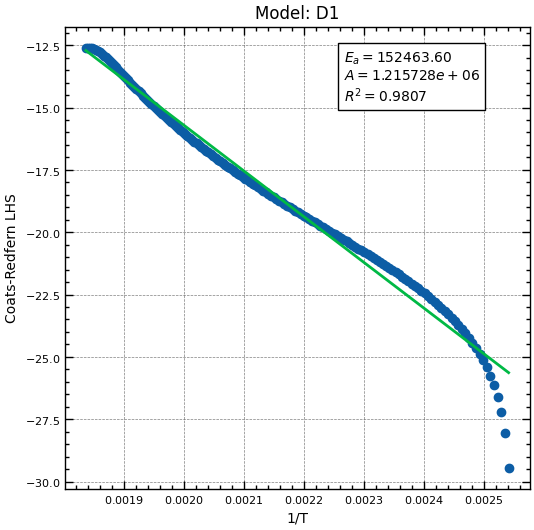 Model: D1
Eₐ = 152463.60
A = 1.215728e + 06
R² = 0.9807
Coats-Redfern LHS
−12.5
−15.0
−17.5
−20.0
−22.5
−25.0
−27.5
−30.0
0.0019 0.0020 0.0021 0.0022 0.0023 0.0024 0.0025
1/T